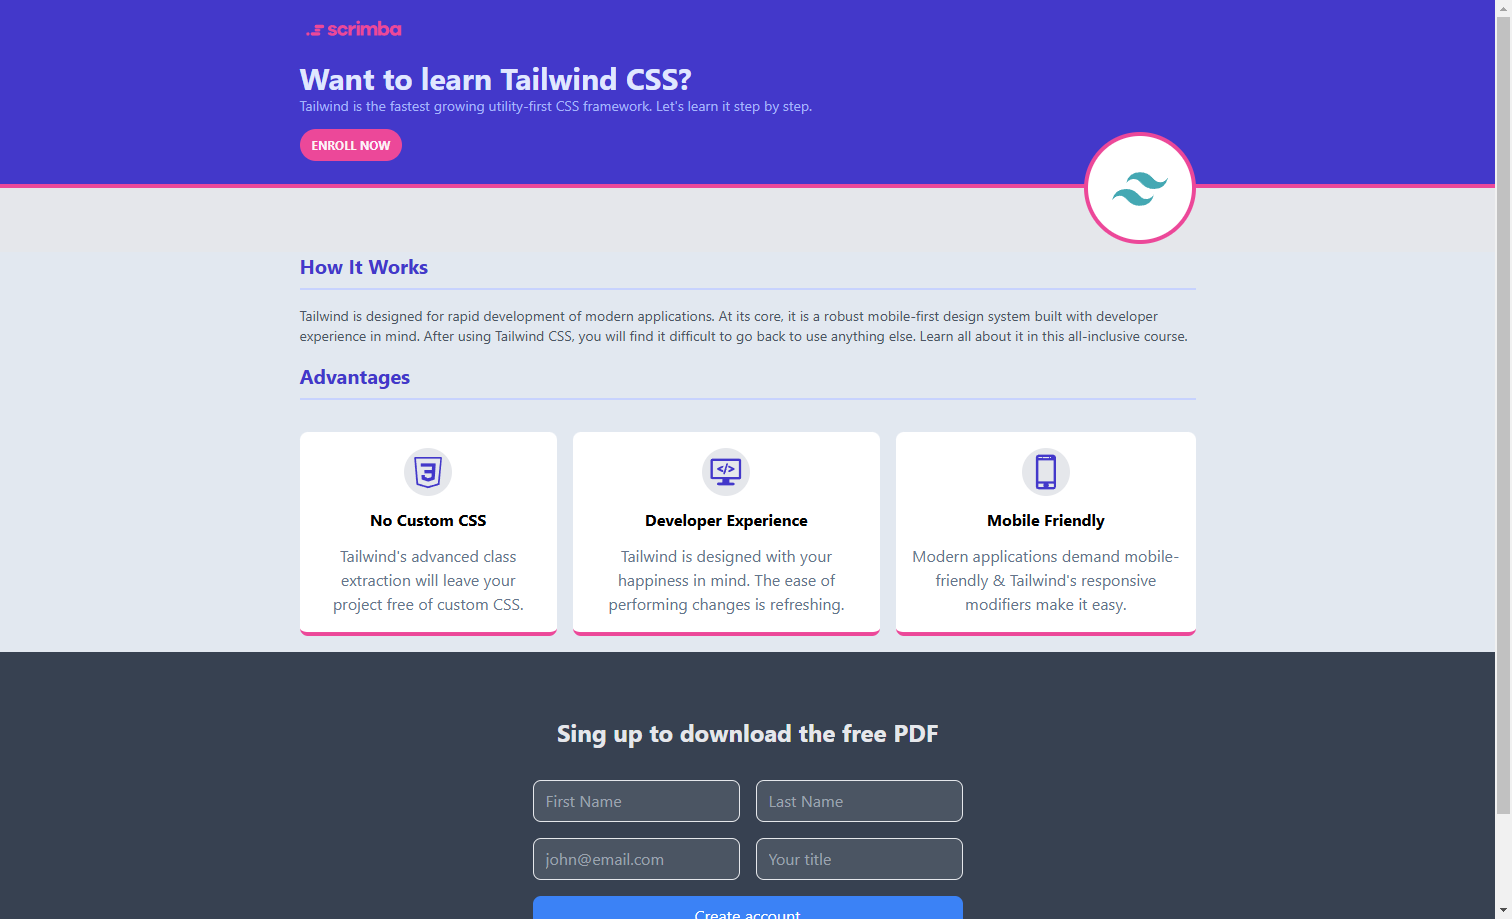 scrimba
Want to learn Tailwind CSS?
Tailwind is the fastest growing utility-first CSS framework. Let's learn it step by step.
ENROLL NOW
How It Works
Tailwind is designed for rapid development of modern applications. At its core, it is a robust mobile-first design system built with developer
experience in mind. After using Tailwind CSS, you will find it difficult to go back to use anything else. Learn all about it in this all-inclusive course.
Advantages
No Custom CSS
Tailwind's advanced class
extraction will leave your
project free of custom CSS.
Developer Experience
Tailwind is designed with your
happiness in mind. The ease of
performing changes is refreshing.
Mobile Friendly
Modern applications demand mobile-
friendly & Tailwind's responsive
modifiers make it easy.
Sing up to download the free PDF
First Name
Last Name
john@email.com
Your title
Create account